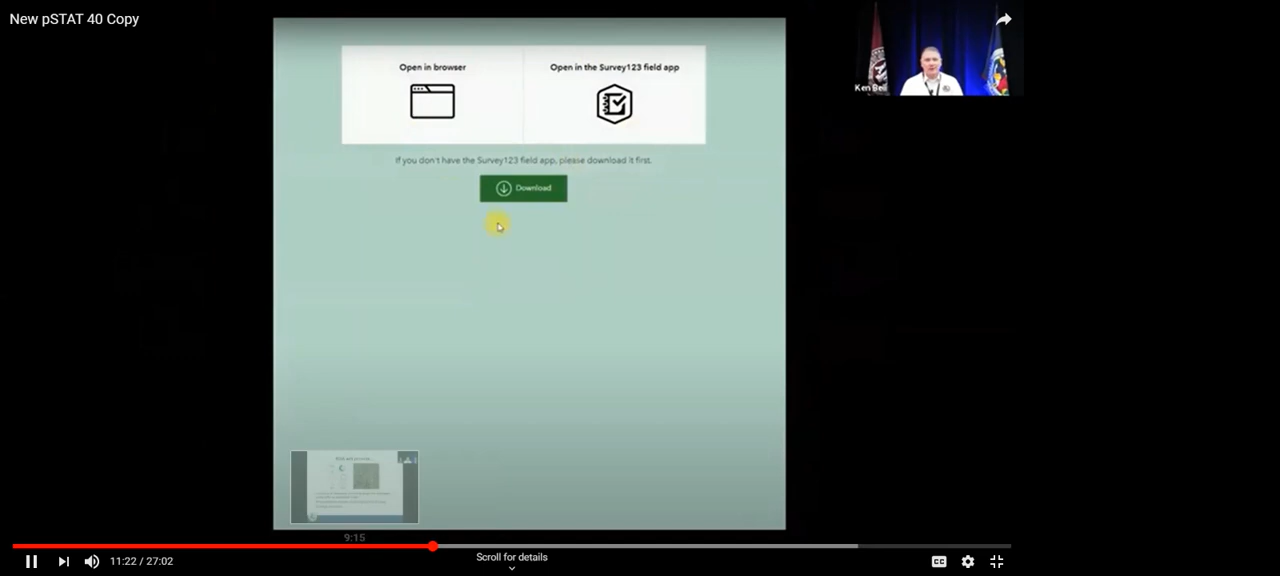 New pSTAT 40 Copy
Ken Bell
Open in browser
Open in the Survey123 field app
If you don't have the Survey123 field app, please download it first.
Download
9:15
11:22 / 27:02
Scroll for details
CC